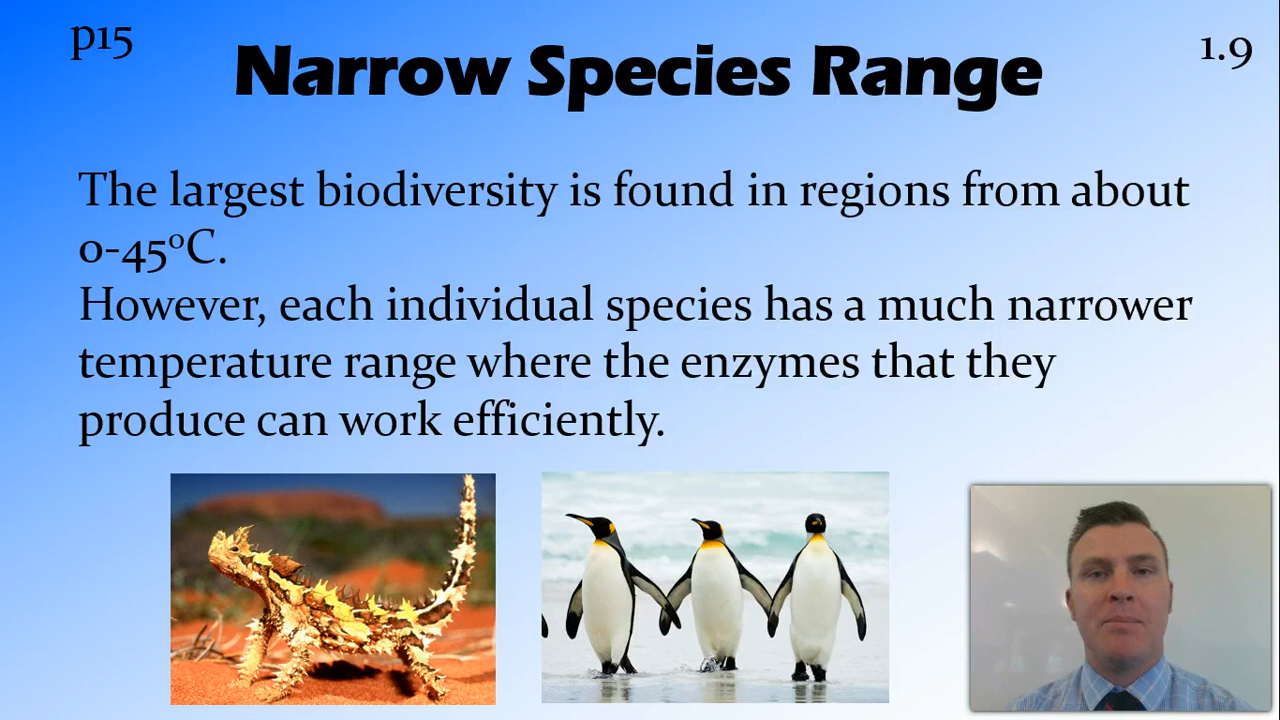 p15
Narrow Species Range
1.9
The largest biodiversity is found in regions from about
0-45°C.
However, each individual species has a much narrower
temperature range where the enzymes that they
produce can work efficiently.